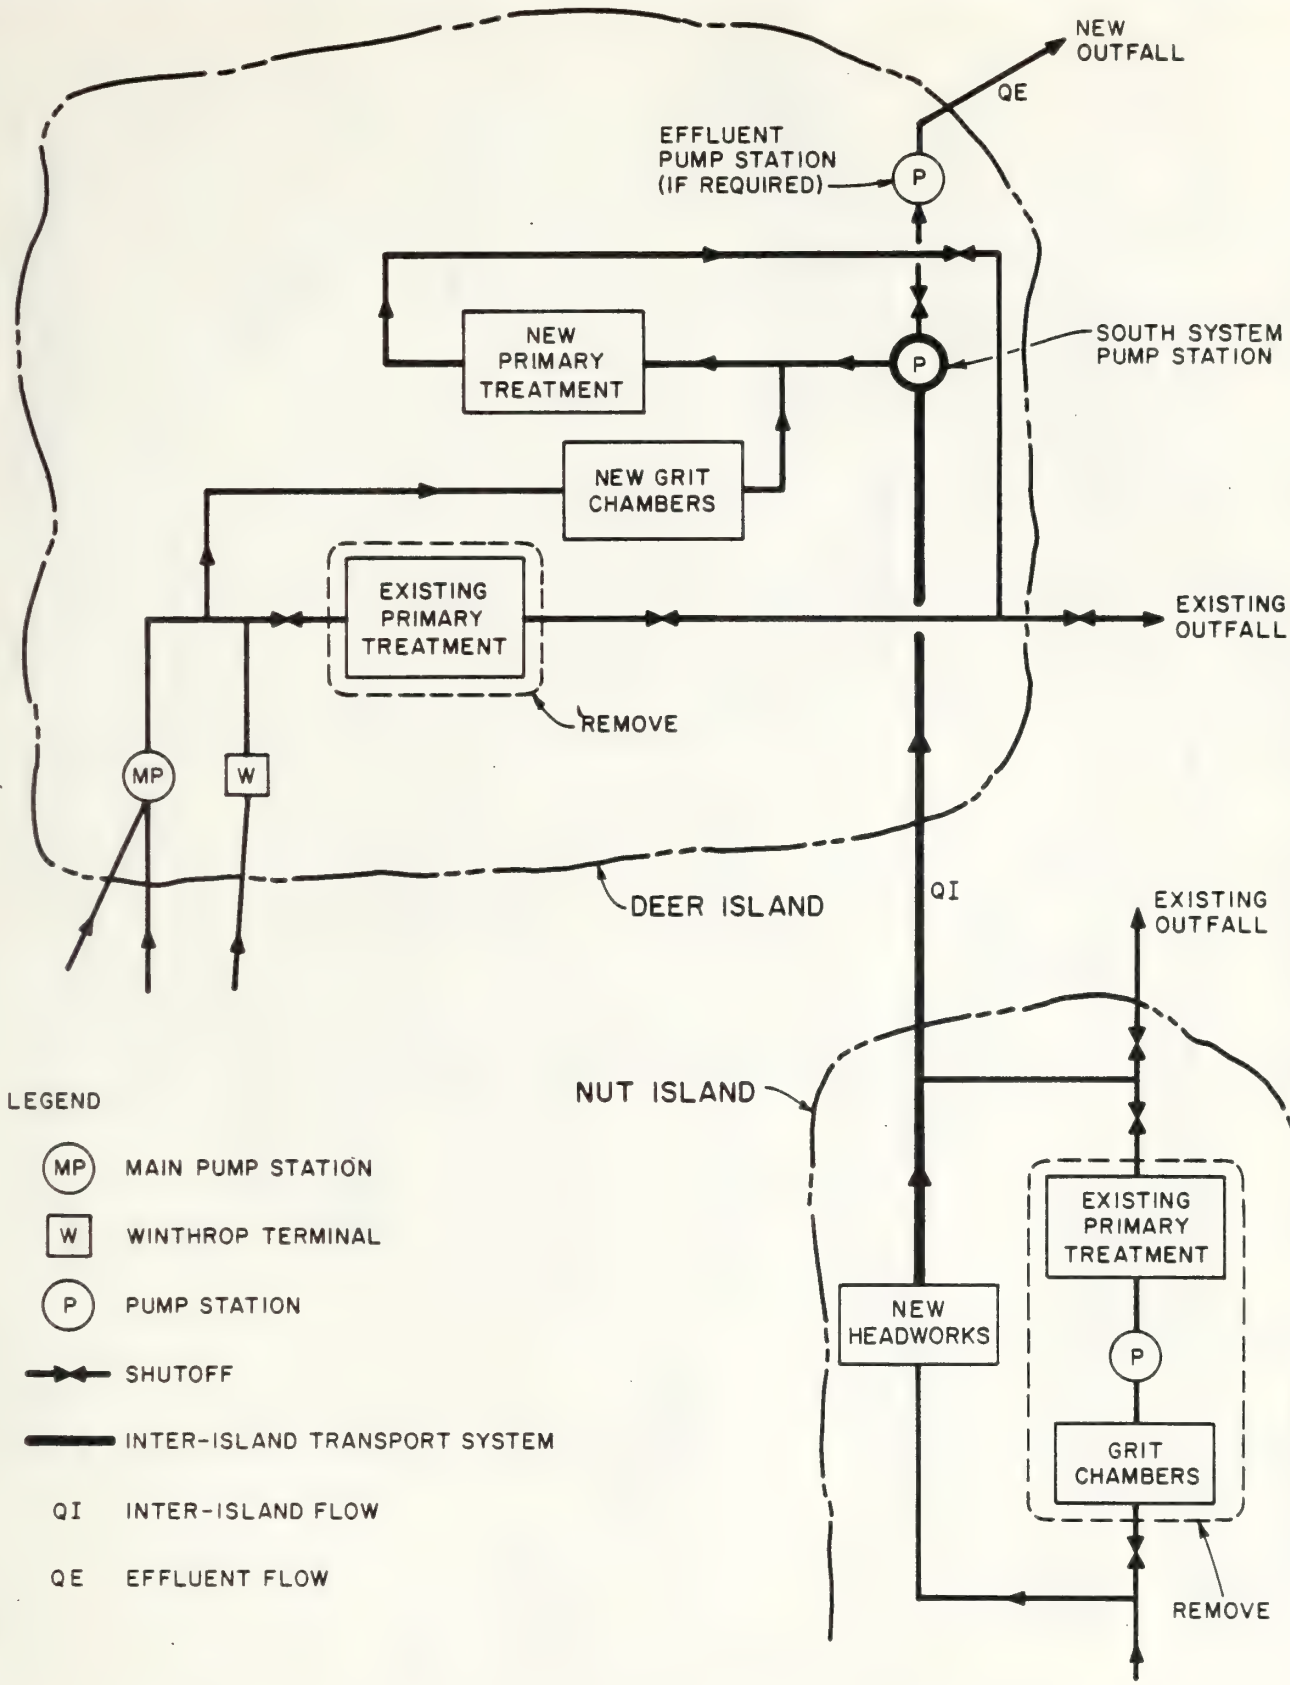 NEW
OUTFALL
QE
EFFLUENT
PUMP STATION
(IF REQUIRED)
P
NEW
PRIMARY
TREATMENT
P
SOUTH SYSTEM
PUMP STATION
NEW GRIT
CHAMBERS
EXISTING
PRIMARY
TREATMENT
EXISTING
OUTFALL
REMOVE
MP
W
DEER ISLAND
QI
EXISTING
OUTFALL
NUT ISLAND
EXISTING
PRIMARY
TREATMENT
NEW
HEADWORKS
P
GRIT
CHAMBERS
REMOVE
LEGEND
MP MAIN PUMP STATION
W WINTHROP TERMINAL
P PUMP STATION
SHUTOFF
INTER-ISLAND TRANSPORT SYSTEM
QI INTER-ISLAND FLOW
QE EFFLUENT FLOW